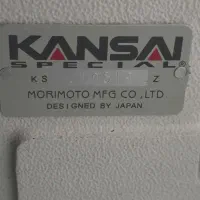 KANSAI
SPECIAL®
KS Z
MORIMOTO MFG CO.,LTD
DESIGNED BY JAPAN.